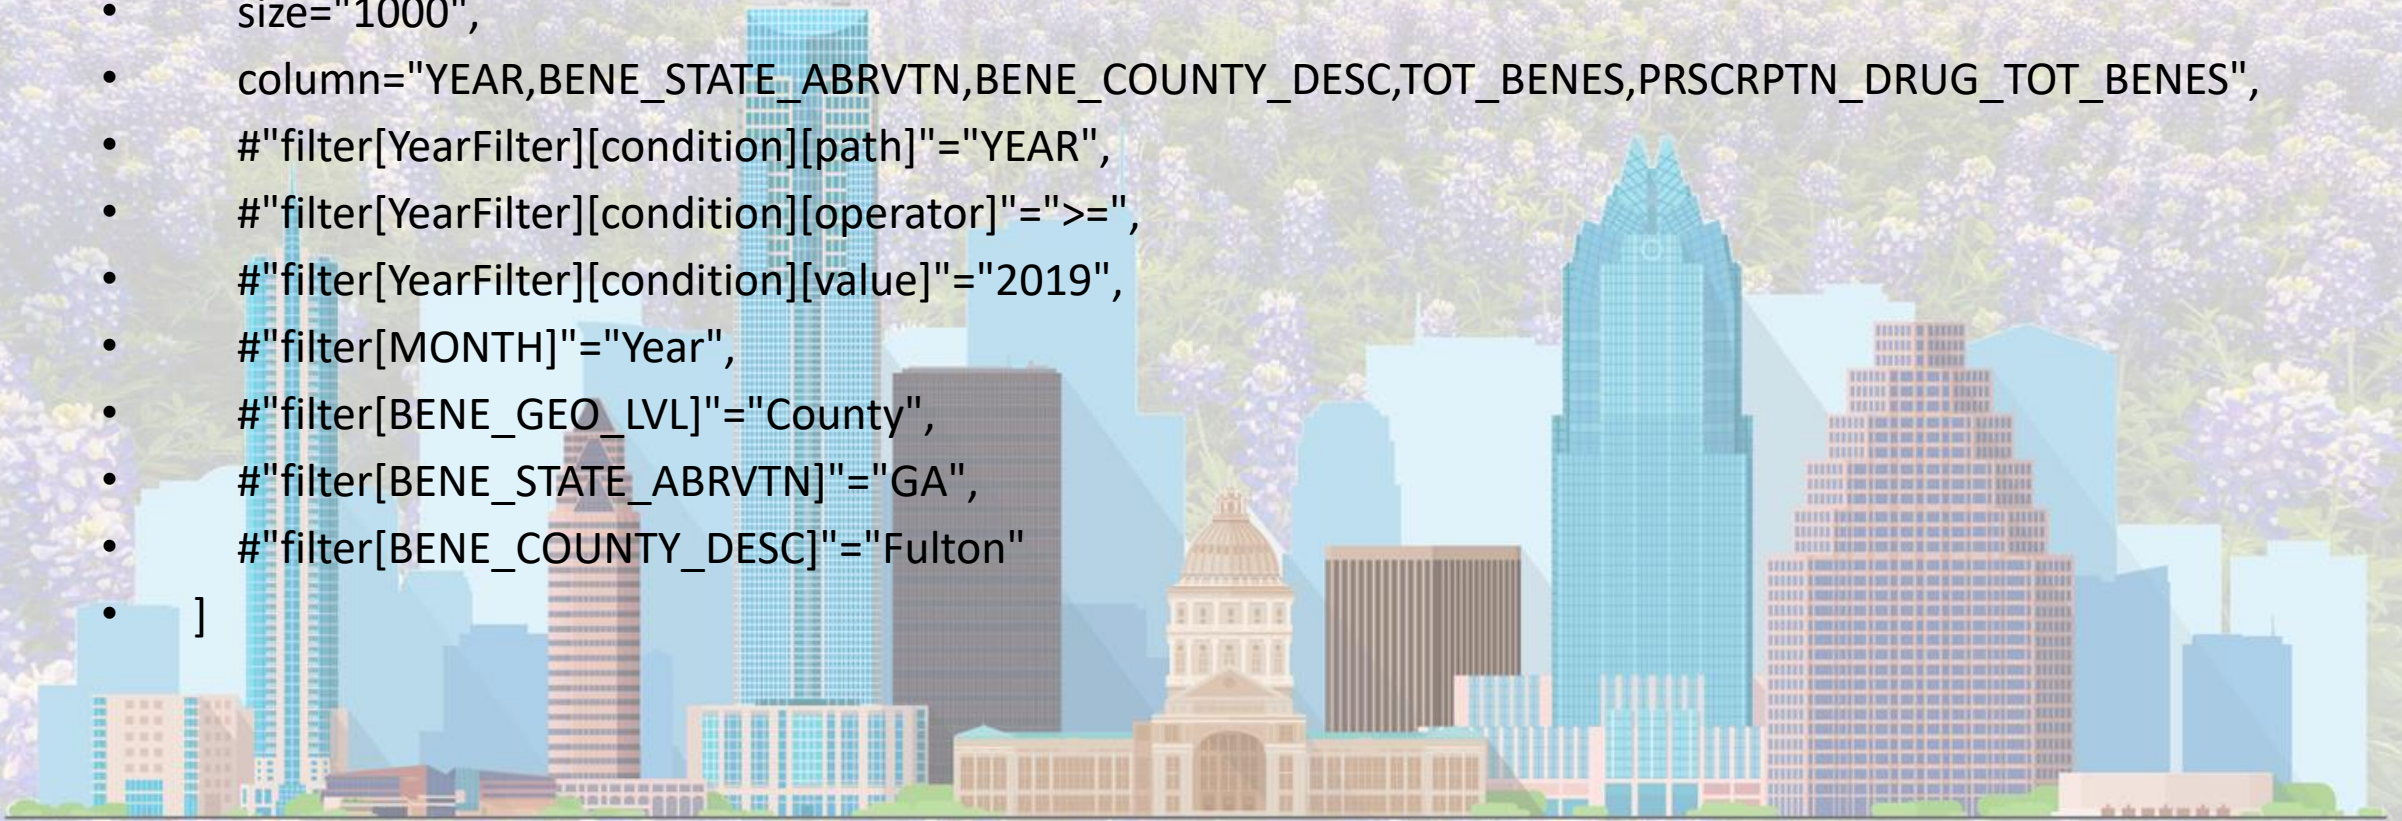 • size="1000",
• column="YEAR,BENE_STATE_ABRVTN,BENE_COUNTY_DESC,TOT_BENES,PRSCRPTN_DRUG_TOT_BENES",
• #"filter[YearFilter][condition][path]"="YEAR",
• #"filter[YearFilter][condition][operator]"=">=",
• #"filter[YearFilter][condition][value]"="2019",
• #"filter[MONTH]"="Year",
• #"filter[BENE_GEO_LVL]"="County",
• #"filter[BENE_STATE_ABRVTN]"="GA",
• #"filter[BENE_COUNTY_DESC]"="Fulton"
• ]